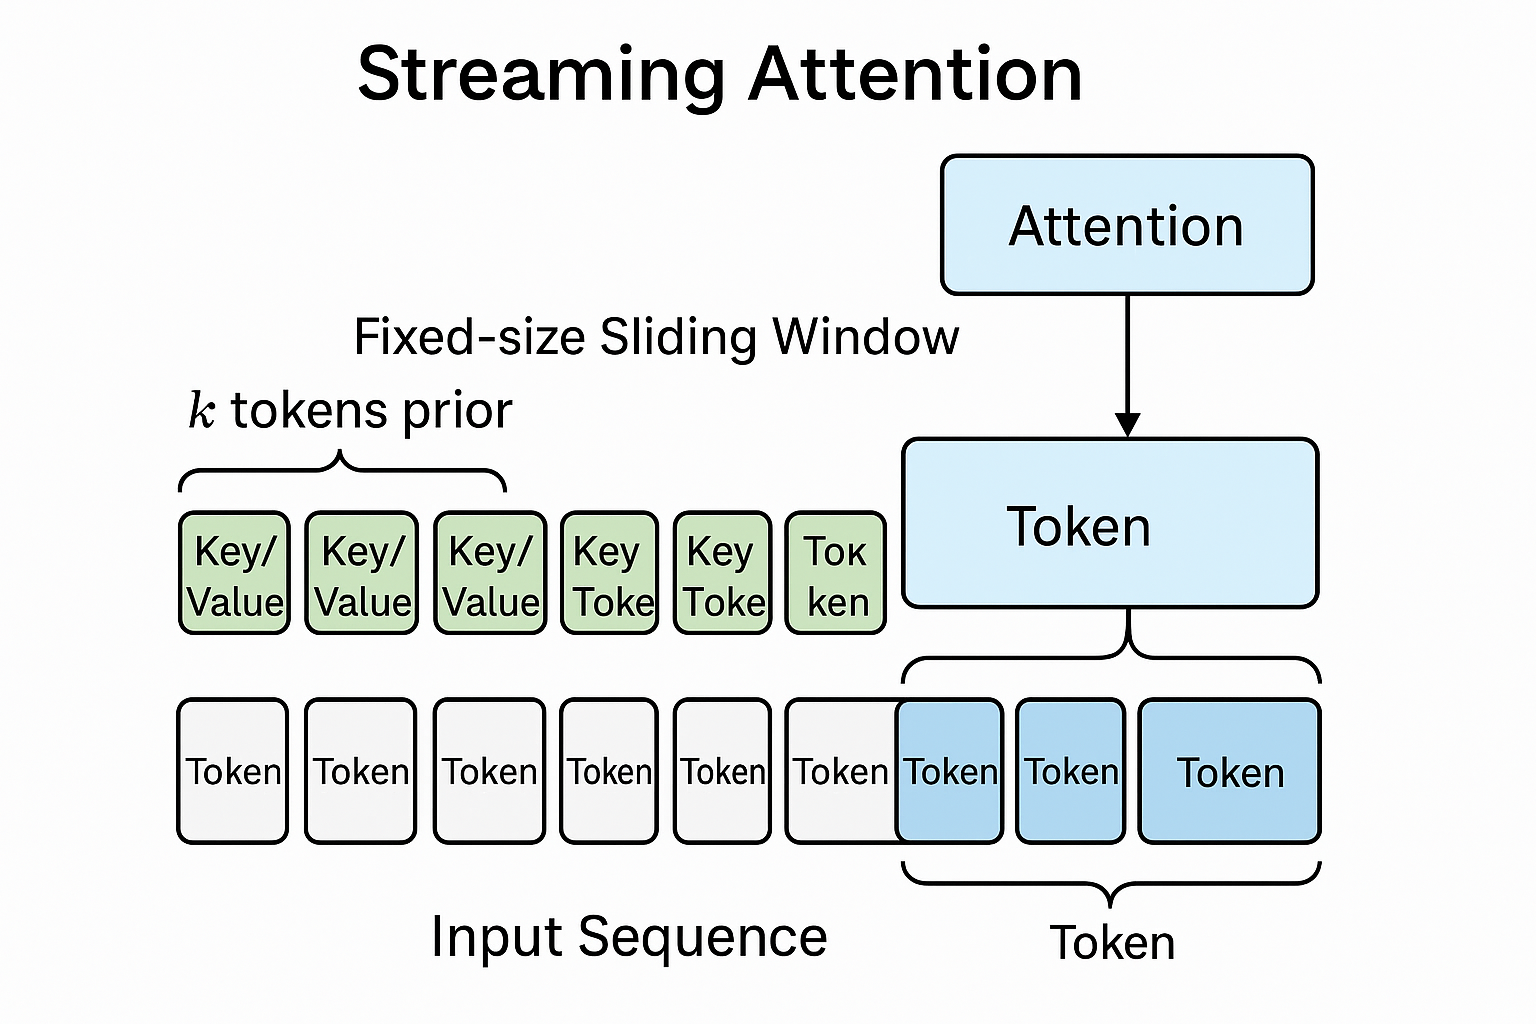 Streaming Attention
Attention
Fixed-size Sliding Window
k tokens prior
Key/
Value
Key/
Value
Key/
Value
Key
Toke
Key
Toke
Toк
ken
Token
Token
Token
Token
Token
Token
Token
Token
Token
Token
Input Sequence
Token